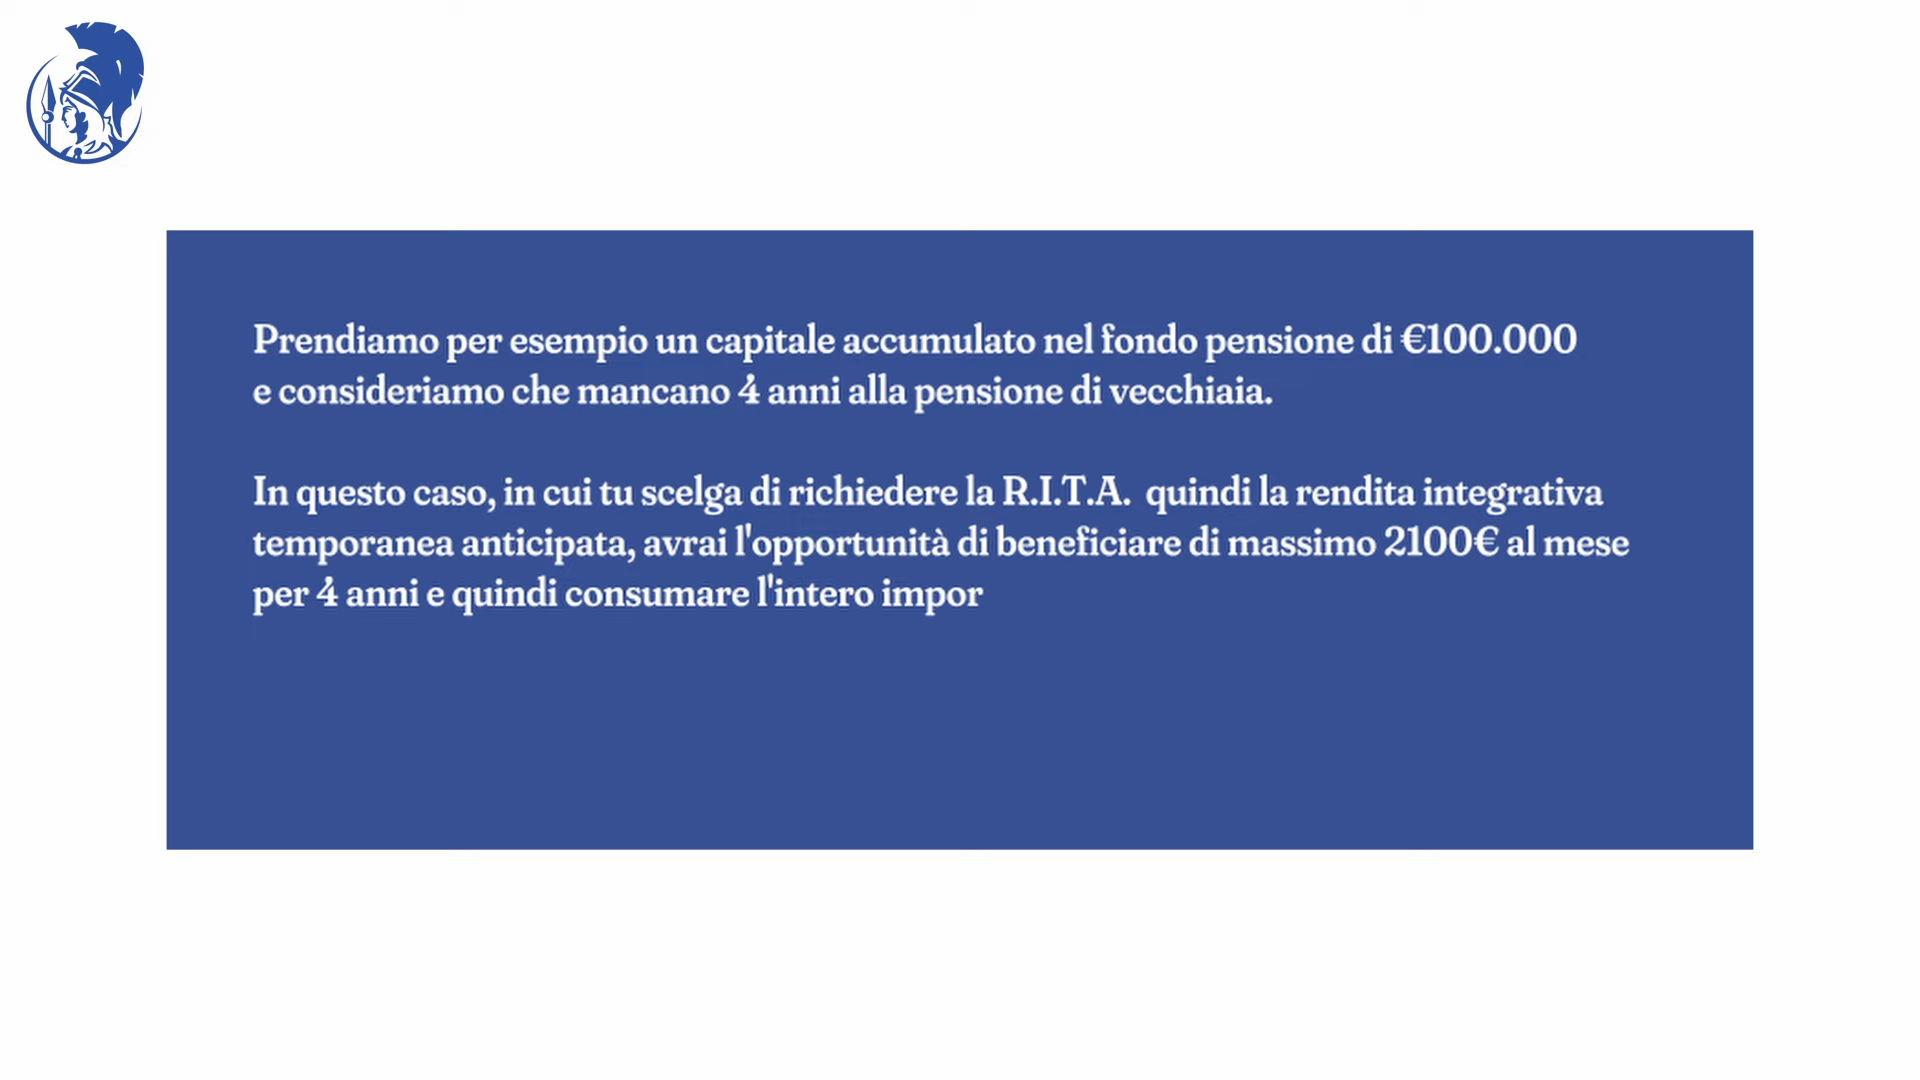 Prendiamo per esempio un capitale accumulato nel fondo pensione di €100.000
e consideriamo che mancano 4 anni alla pensione di vecchiaia.
In questo caso, in cui tu scelga di richiedere la R.I.T.A.  quindi la rendita integrativa
temporanea anticipata, avrai l'opportunità di beneficiare di massimo 2100€ al mese
per 4 anni e quindi consumare l'intero impor